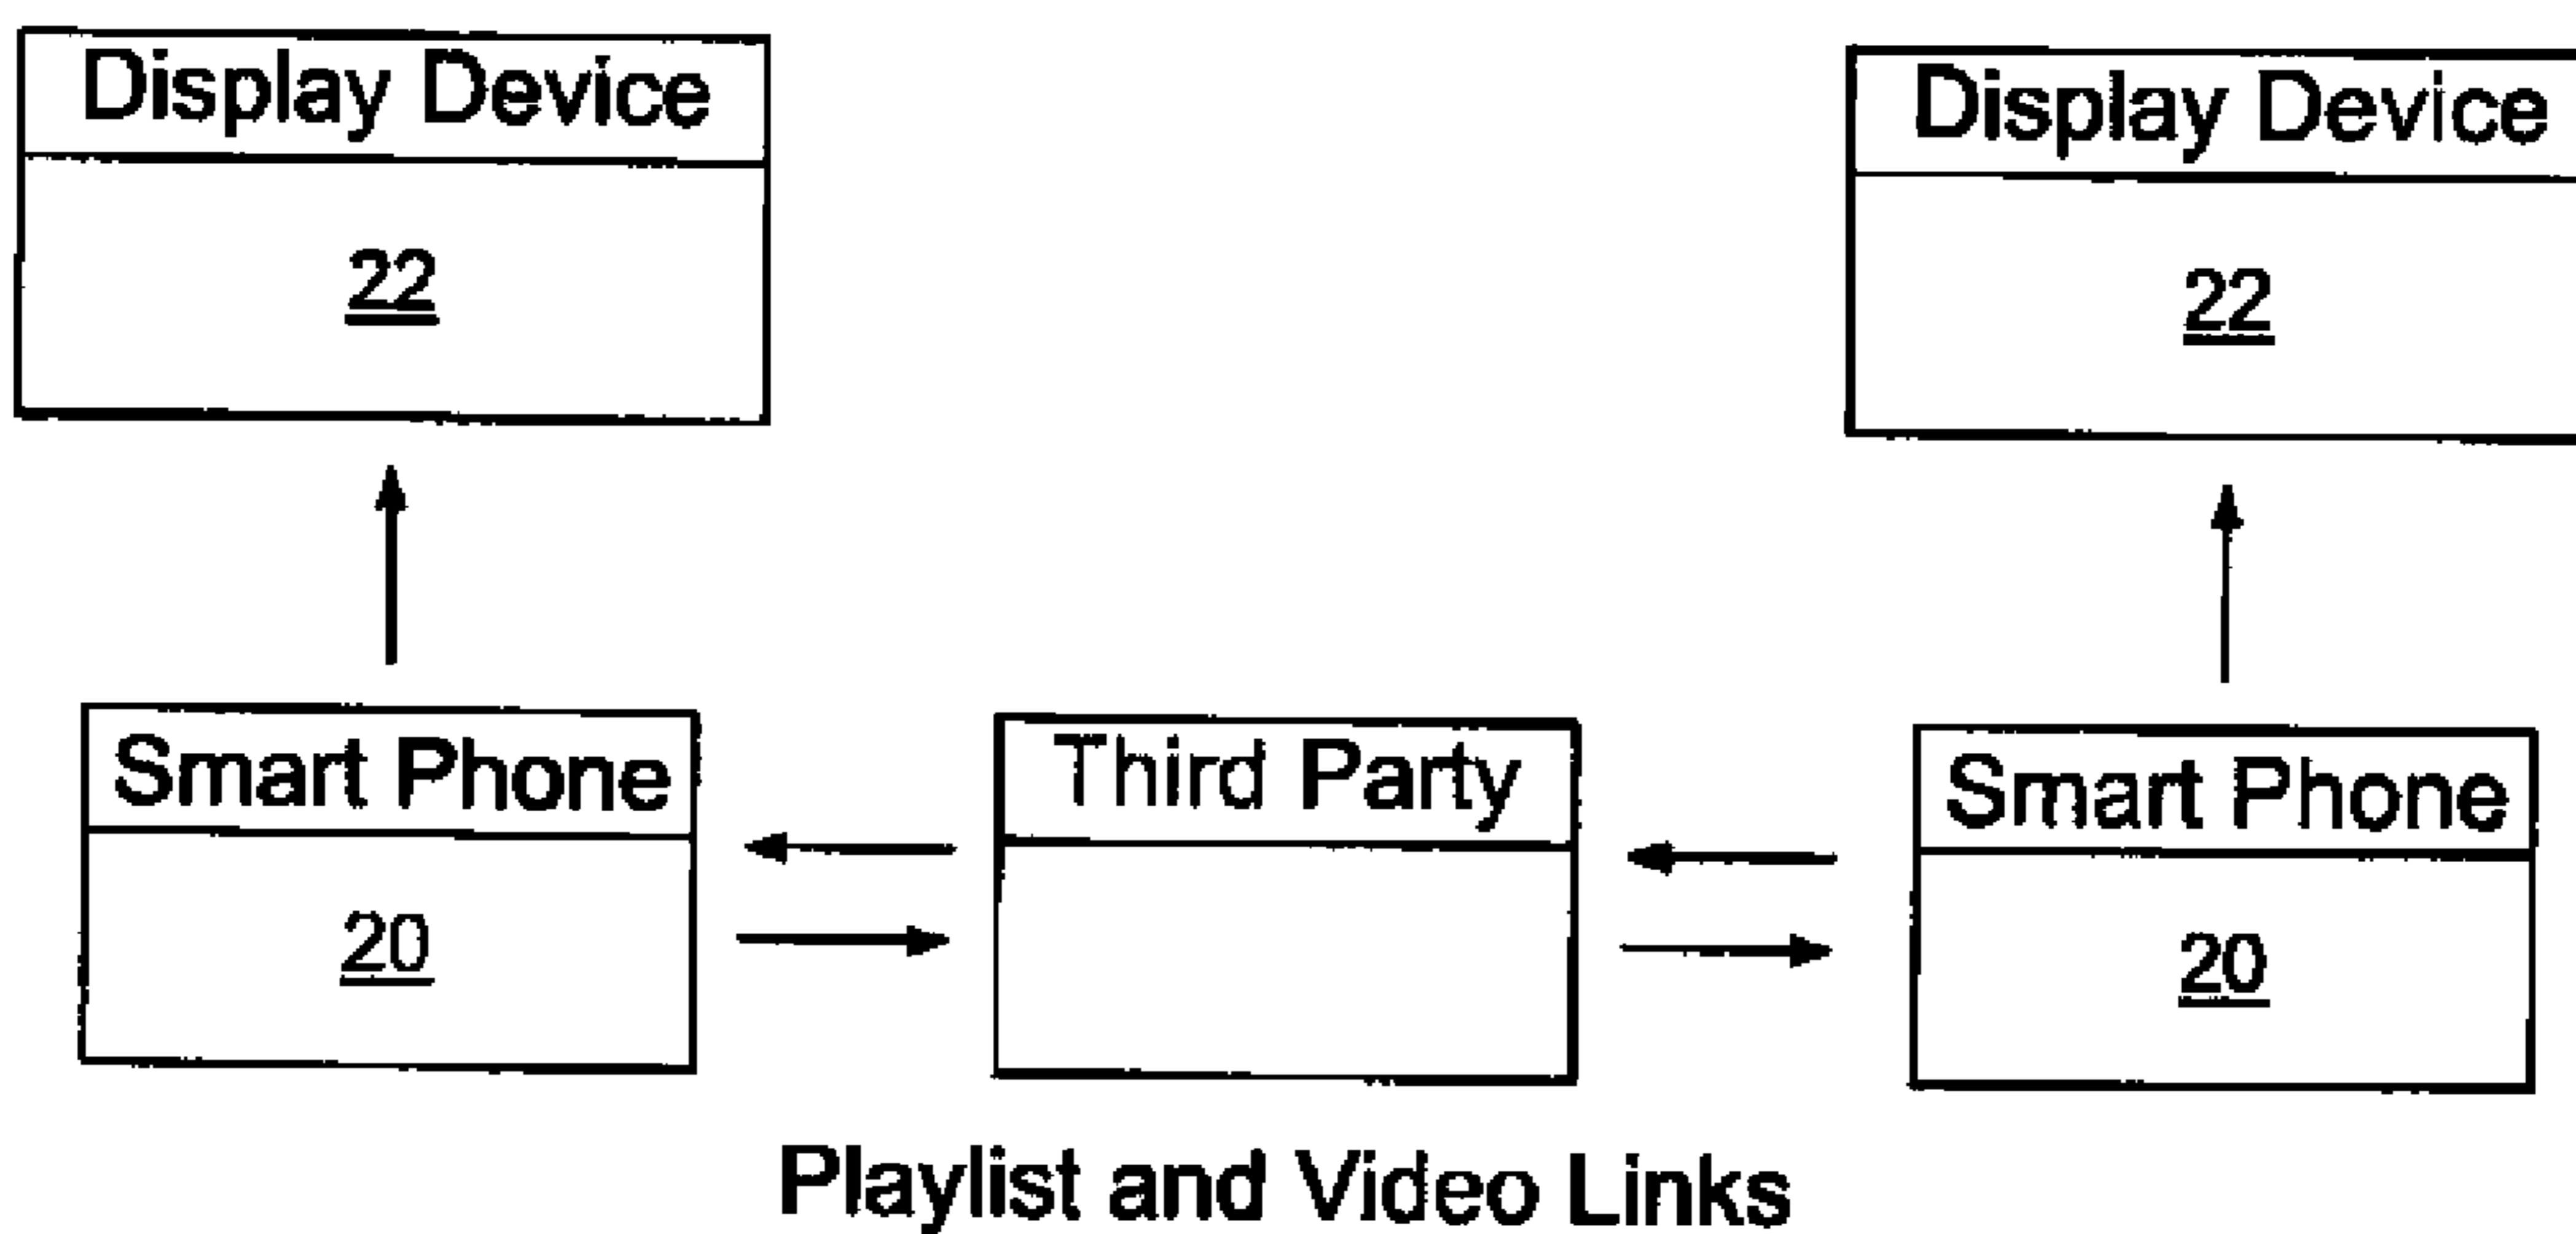 Display Device
22
Display Device
22
Smart Phone
20
Third Party
Smart Phone
20
Playlist and Video Links